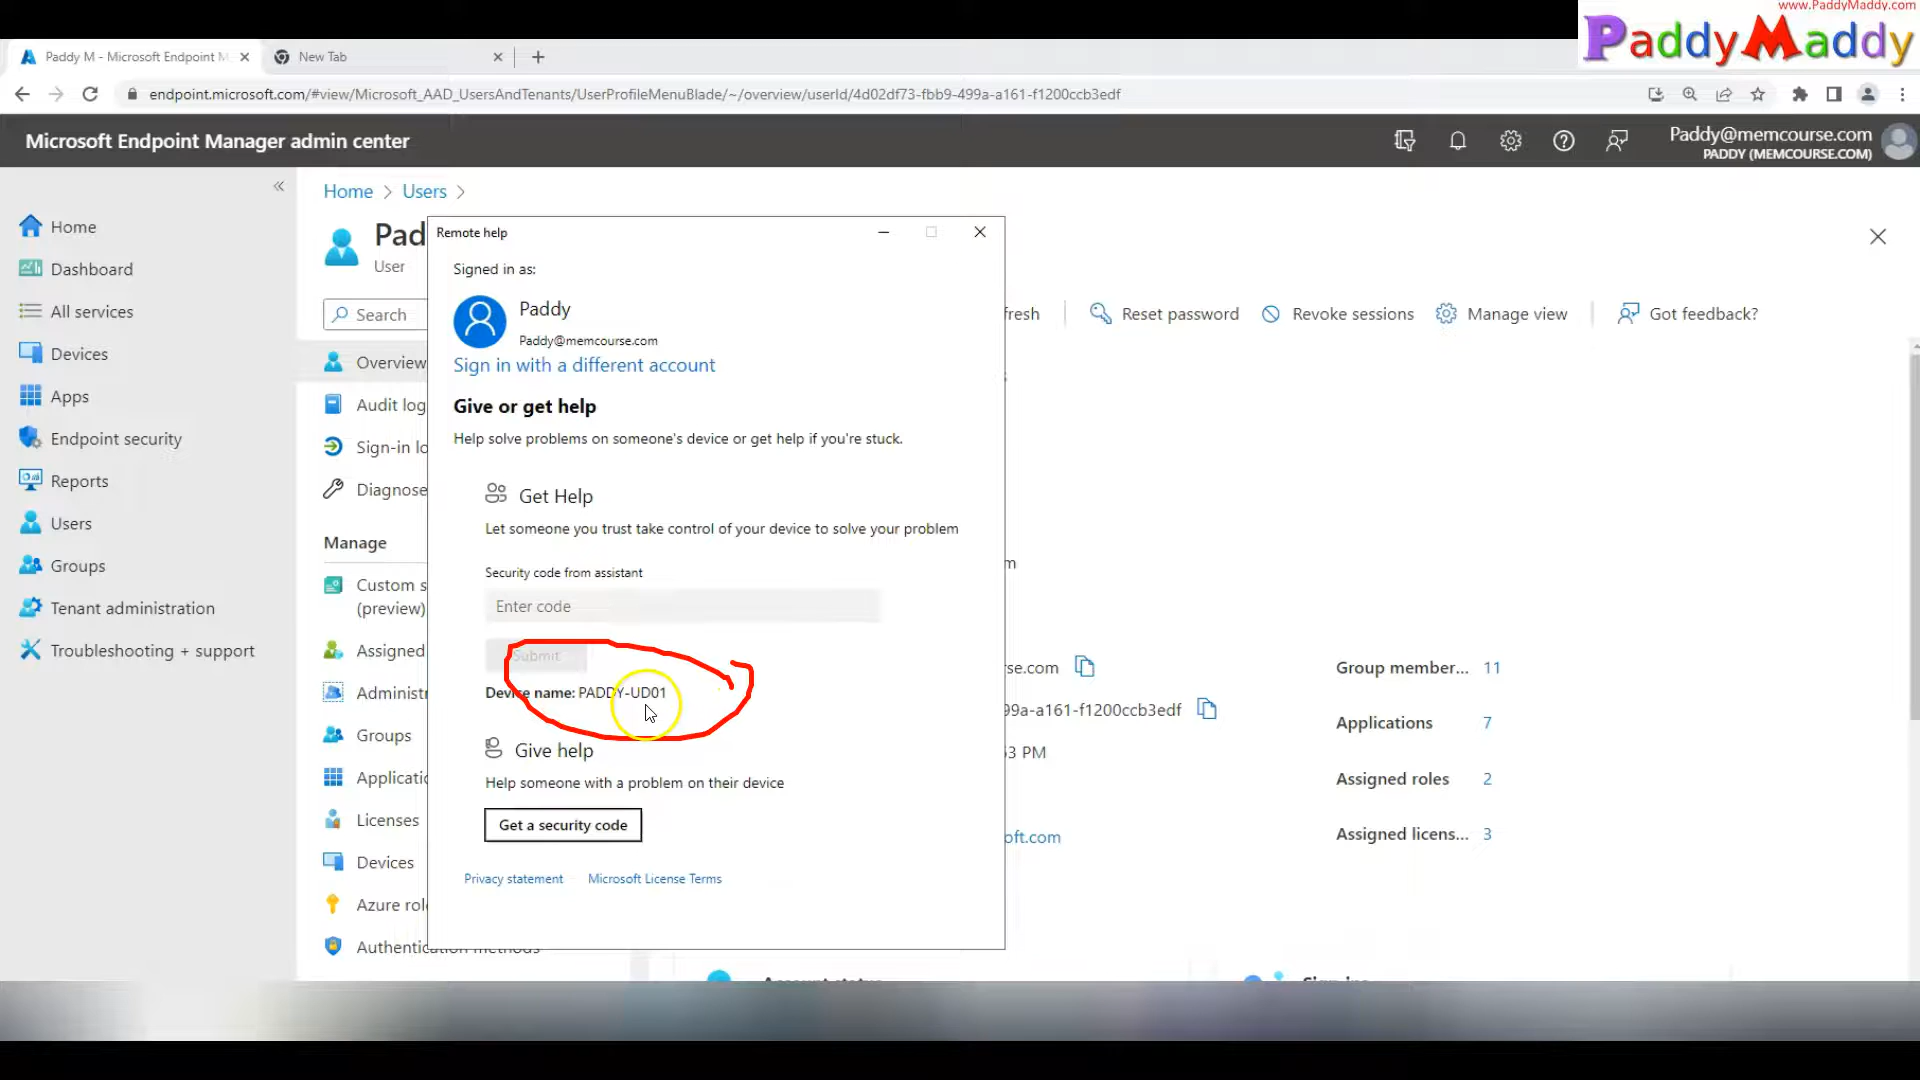 www.PaddyMaddy.com
PaddyMaddy
Paddy M - Microsoft Endpoint M
New Tab
endpoint.microsoft.com/#view/Microsoft_AAD_UsersAndTenants/UserProfileMenuBlade/~/overview/userId/4d02df73-fbb9-499a-a161-f1200ccb3edf
Microsoft Endpoint Manager admin center
Paddy@memcourse.com
PADDY (MEMCOURSE.COM)
Home
Dashboard
All services
Devices
Apps
Endpoint security
Reports
Users
Groups
Tenant administration
Troubleshooting + support
Home > Users >
Pad
User
Search
fresh
Reset password
Revoke sessions
Manage view
Got feedback?
Overview
Audit log
Sign-in lo
Diagnose
Manage
Custom s
(preview)
Assigned
Administr
Groups
Applicatio
Licenses
Devices
Azure rol
Authentication methods
Remote help
Signed in as:
Paddy
Paddy@memcourse.com
Sign in with a different account
Give or get help
Help solve problems on someone's device or get help if you're stuck.
Get Help
Let someone you trust take control of your device to solve your problem
Security code from assistant
Enter code
Submit
Device name: PADDY-UD01
Give help
Help someone with a problem on their device
Get a security code
Privacy statement
Microsoft License Terms
m
rse.com
99a-a161-f1200ccb3edf
53 PM
oft.com
Group member... 11
Applications 7
Assigned roles 2
Assigned licens... 3